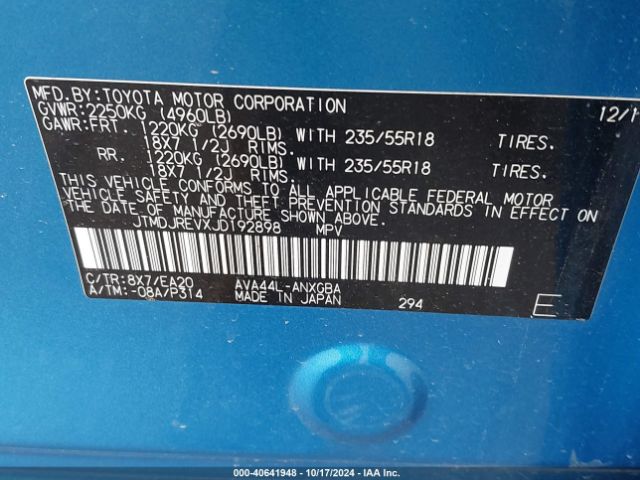 MFD.BY:TOYOTA MOTOR CORPORATION 12/1
GVWR:2250KG (4960LB)
GAWR:FRT. 1220KG (2690LB) WITH 235/55R18 TIRES.
18X7 1/2J RIMS.
RR. 1220KG (2690LB) WITH 235/55R18 TIRES.
18X7 1/2J RIMS.
THIS VEHICLE CONFORMS TO ALL APPLICABLE FEDERAL MOTOR
VEHICLE SAFETY AND THEFT PREVENTION STANDARDS IN EFFECT ON
THE DATE OF MANUFACTURE SHOWN ABOVE.
JTMDJREVXJD192898 MPV
C/TR:8X7/EA20 AVA44L-ANXGBA
A/TM:-08A/P314 MADE IN JAPAN 294 E
© - 40641948 - 10/17/2024 - IAA Inc.